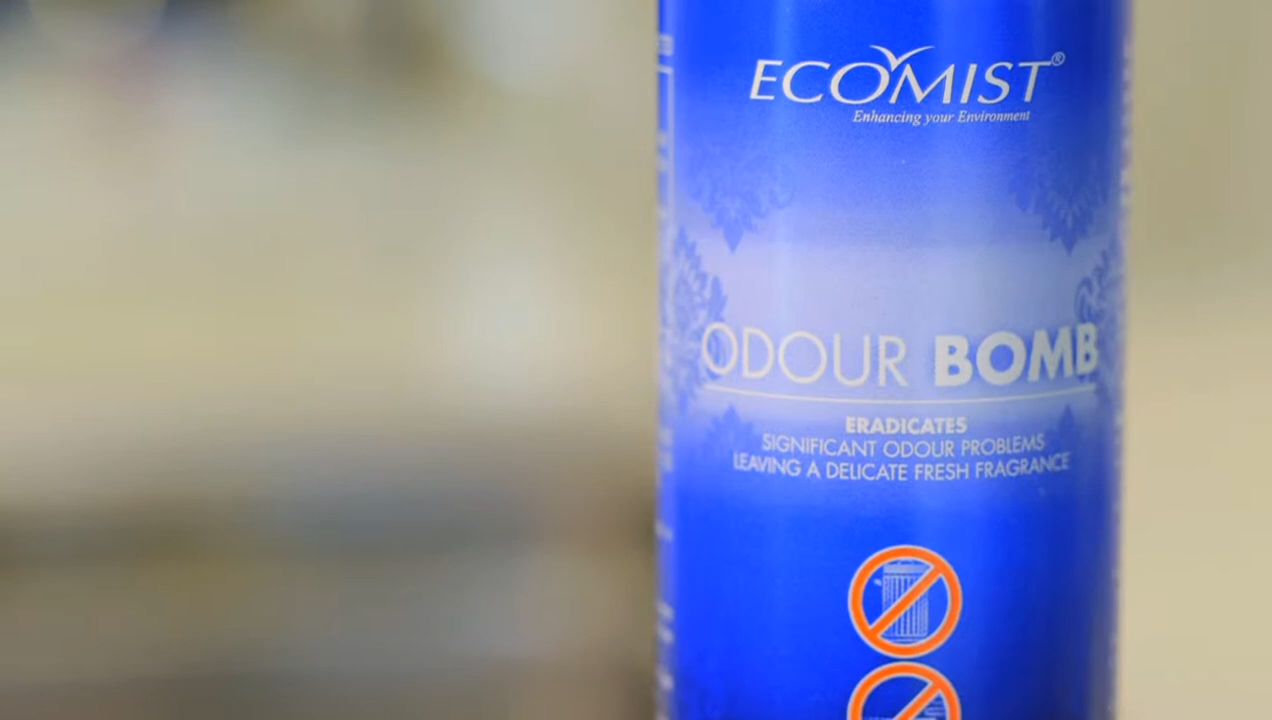 ECOMIST®
Enhancing your Environment
ODOUR BOMB
ERADICATES
SIGNIFICANT ODOUR PROBLEMS
LEAVING A DELICATE FRESH FRAGRANCE